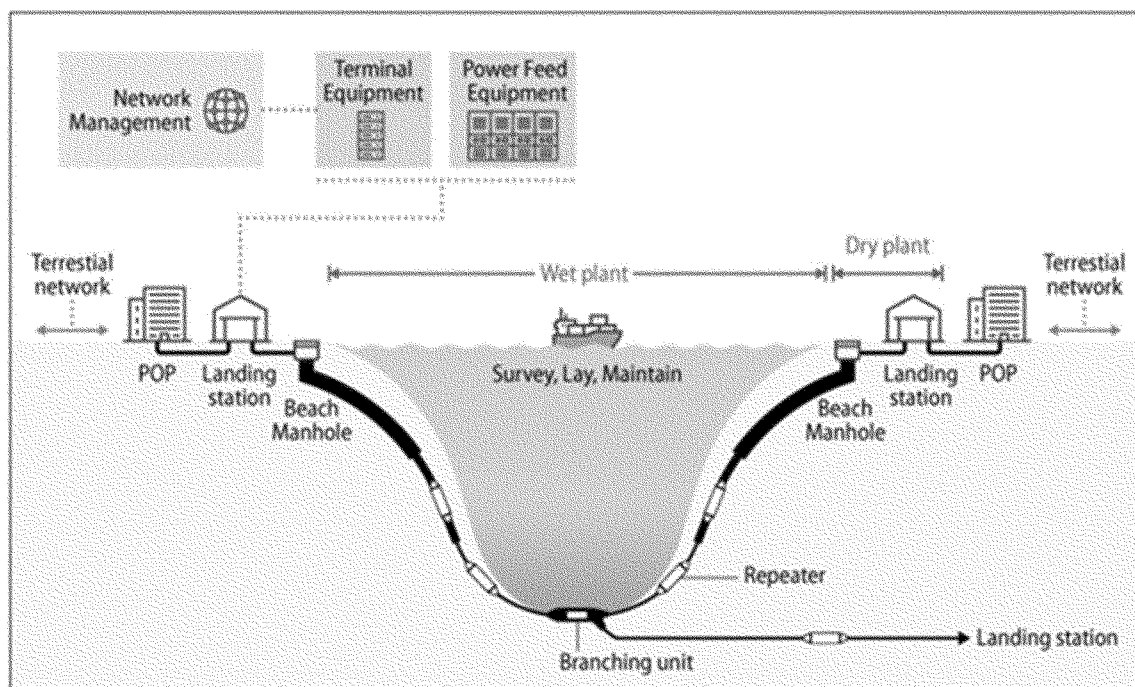 Terminal
Equipment
Power Feed
Equipment
Network
Management
Dry plant
Wet plant
Terrestial
network
Terrestial
network
POP
Landing
station
Survey, Lay, Maintain
Landing
station
POP
Beach
Manhole
Beach
Manhole
Repeater
Landing station
Branching unit